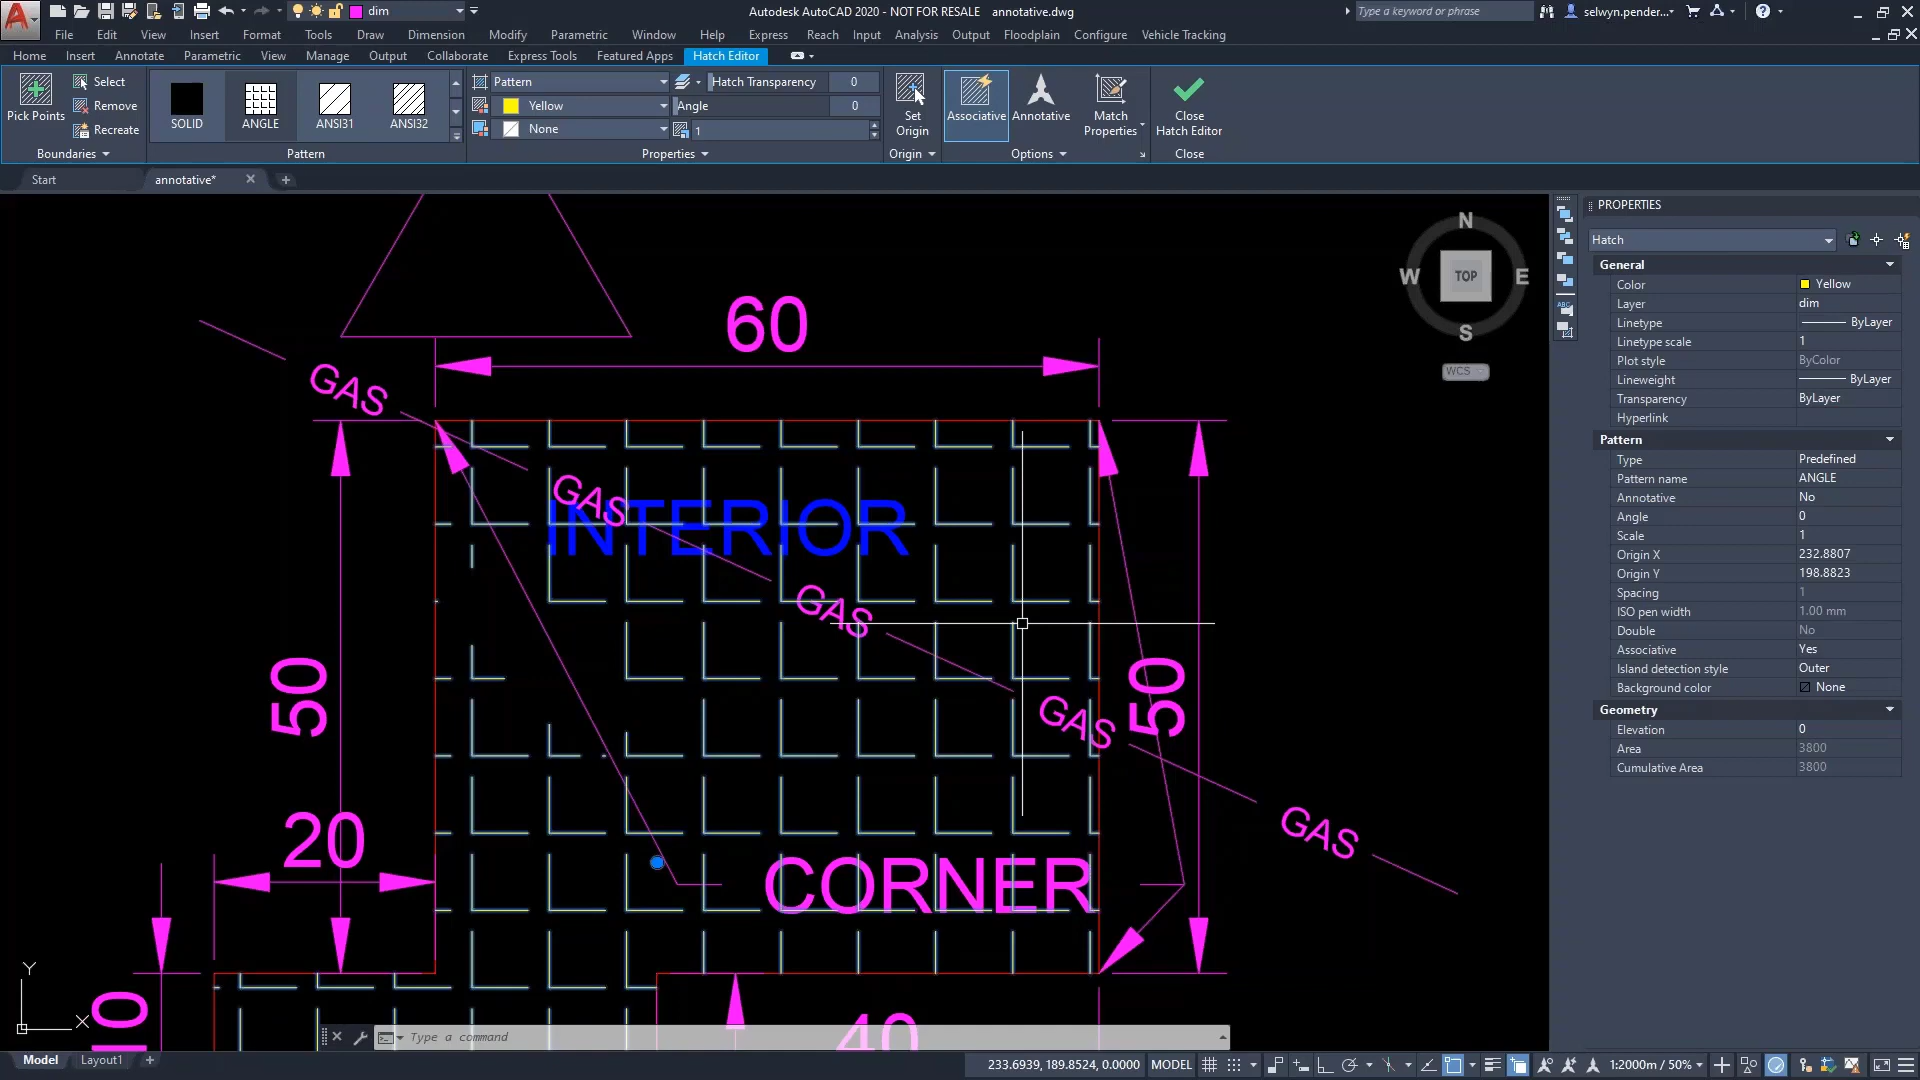 dim
Autodesk AutoCAD 2020 - NOT FOR RESALE annotative.dwg
Type a keyword or phrase
selwyn.pender...
File Edit View Insert Format Tools Draw Dimension Modify Parametric Window Help Express Reach Input Analysis Output Floodplain Configure Vehicle Tracking
Home Insert Annotate Parametric View Manage Output Collaborate Express Tools Featured Apps Hatch Editor
Pick Points
Select
Remove
Recreate
Boundaries
SOLID ANGLE ANSI31 ANSI32
Pattern
Pattern
Yellow
None
Hatch Transparency 0
Angle 0
1
Properties
Set Origin
Origin
Associative
Annotative
Match Properties
Options
Close Hatch Editor
Close
Start annotative*
60
GAS
GAS
INTERIOR
GAS
GAS
GAS
50
50
20
CORNER
40
N
W TOP E
S
WCS
Y
X
Type a command
PROPERTIES
Hatch
General
Color Yellow
Layer dim
Linetype ByLayer
Linetype scale 1
Plot style ByColor
Lineweight ByLayer
Transparency ByLayer
Hyperlink
Pattern
Type Predefined
Pattern name ANGLE
Annotative No
Angle 0
Scale 1
Origin X 232.8807
Origin Y 198.8823
Spacing 1
ISO pen width 1.00 mm
Double No
Associative Yes
Island detection style Outer
Background color None
Geometry
Elevation 0
Area 3800
Cumulative Area 3800
Model Layout1
233.6939, 189.8524, 0.0000 MODEL 1:2000m / 50%